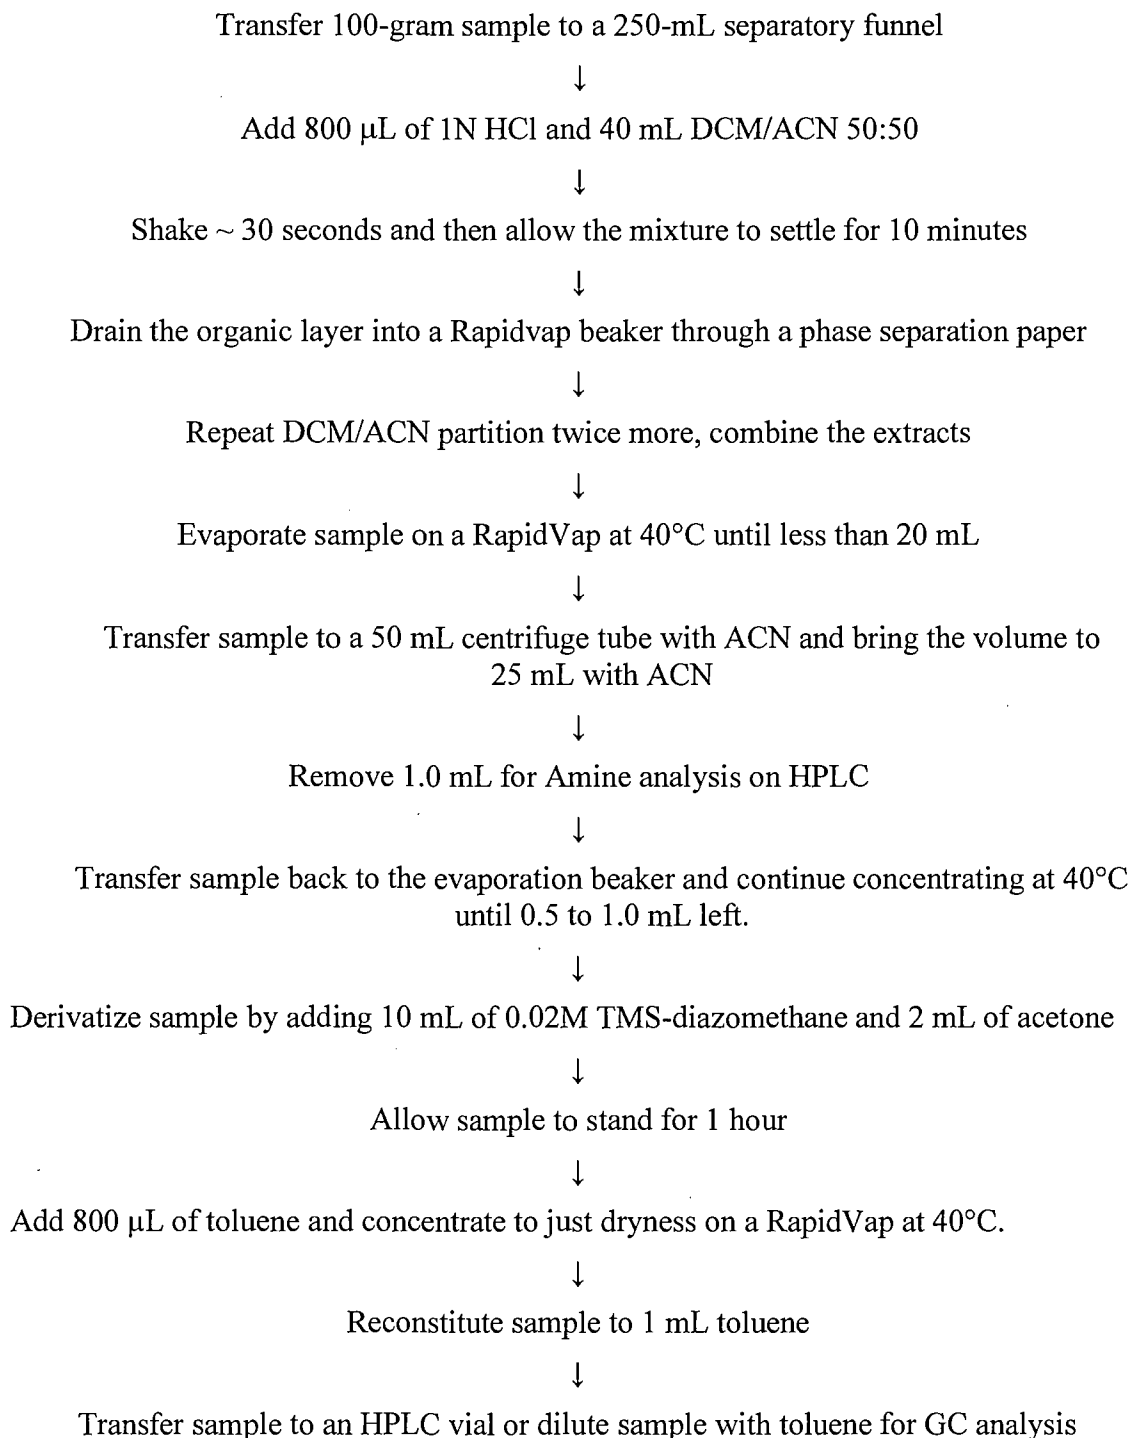 Transfer 100-gram sample to a 250-mL separatory funnel
↓
Add 800 μL of 1N HCl and 40 mL DCM/ACN 50:50
↓
Shake ~ 30 seconds and then allow the mixture to settle for 10 minutes
↓
Drain the organic layer into a Rapidvap beaker through a phase separation paper
↓
Repeat DCM/ACN partition twice more, combine the extracts
↓
Evaporate sample on a RapidVap at 40°C until less than 20 mL
↓
Transfer sample to a 50 mL centrifuge tube with ACN and bring the volume to
25 mL with ACN
↓
Remove 1.0 mL for Amine analysis on HPLC
↓
Transfer sample back to the evaporation beaker and continue concentrating at 40°C
until 0.5 to 1.0 mL left.
↓
Derivatize sample by adding 10 mL of 0.02M TMS-diazomethane and 2 mL of acetone
↓
Allow sample to stand for 1 hour
↓
Add 800 μL of toluene and concentrate to just dryness on a RapidVap at 40°C.
↓
Reconstitute sample to 1 mL toluene
↓
Transfer sample to an HPLC vial or dilute sample with toluene for GC analysis